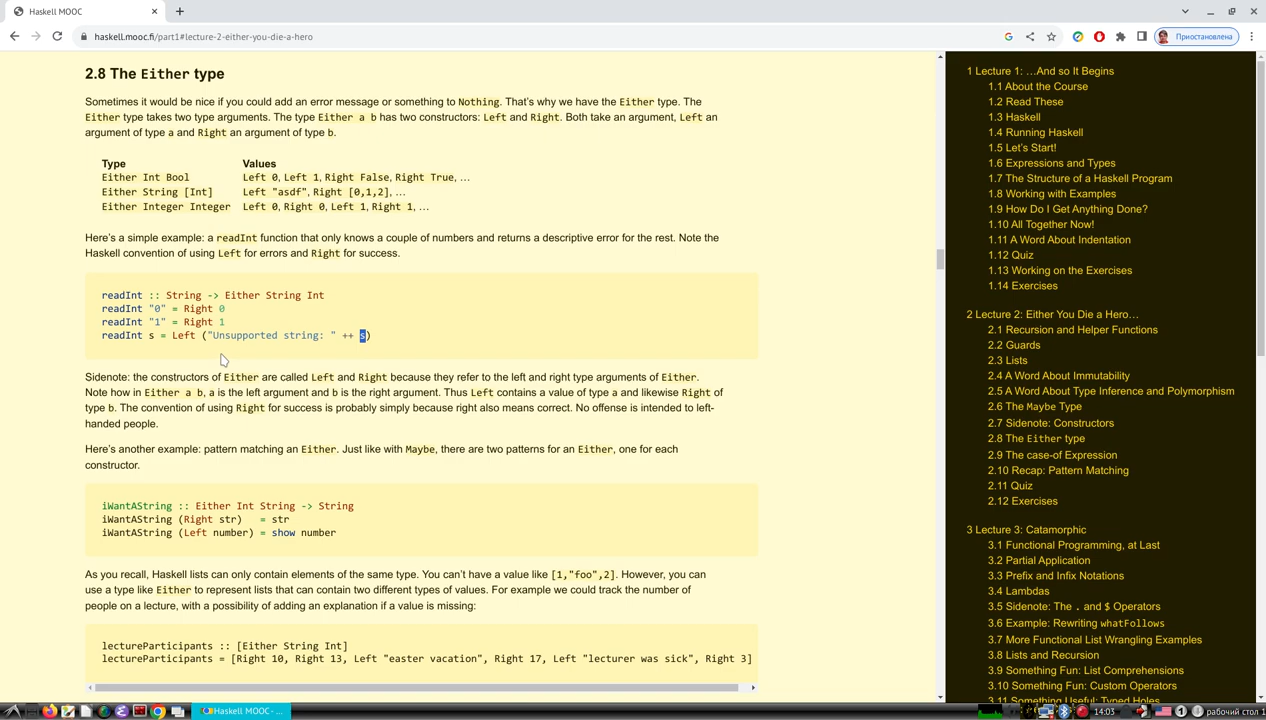 Haskell MOOC
haskell.mooc.fi/part1#lecture-2-either-you-die-a-hero
Приостановлена
2.8 The Either type
Sometimes it would be nice if you could add an error message or something to Nothing. That's why we have the Either type. The
Either type takes two type arguments. The type Either a b has two constructors: Left and Right. Both take an argument, Left an
argument of type a and Right an argument of type b.
Type Values
Either Int Bool Left 0, Left 1, Right False, Right True, …
Either String [Int] Left "asdf", Right [0,1,2], …
Either Integer Integer Left 0, Right 0, Left 1, Right 1, …
Here's a simple example: a readInt function that only knows a couple of numbers and returns a descriptive error for the rest. Note the
Haskell convention of using Left for errors and Right for success.
readInt :: String -> Either String Int
readInt "0" = Right 0
readInt "1" = Right 1
readInt s = Left ("Unsupported string: " ++ s)
Sidenote: the constructors of Either are called Left and Right because they refer to the left and right type arguments of Either.
Note how in Either a b, a is the left argument and b is the right argument. Thus Left contains a value of type a and likewise Right of
type b. The convention of using Right for success is probably simply because right also means correct. No offense is intended to left-
handed people.
Here's another example: pattern matching an Either. Just like with Maybe, there are two patterns for an Either, one for each
constructor.
iWantAString :: Either Int String -> String
iWantAString (Right str) = str
iWantAString (Left number) = show number
As you recall, Haskell lists can only contain elements of the same type. You can't have a value like [1,"foo",2]. However, you can
use a type like Either to represent lists that can contain two different types of values. For example we could track the number of
people on a lecture, with a possibility of adding an explanation if a value is missing:
lectureParticipants :: [Either String Int]
lectureParticipants = [Right 10, Right 13, Left "easter vacation", Right 17, Left "lecturer was sick", Right 3]
1 Lecture 1: …And so It Begins
1.1 About the Course
1.2 Read These
1.3 Haskell
1.4 Running Haskell
1.5 Let's Start!
1.6 Expressions and Types
1.7 The Structure of a Haskell Program
1.8 Working with Examples
1.9 How Do I Get Anything Done?
1.10 All Together Now!
1.11 A Word About Indentation
1.12 Quiz
1.13 Working on the Exercises
1.14 Exercises
2 Lecture 2: Either You Die a Hero…
2.1 Recursion and Helper Functions
2.2 Guards
2.3 Lists
2.4 A Word About Immutability
2.5 A Word About Type Inference and Polymorphism
2.6 The Maybe Type
2.7 Sidenote: Constructors
2.8 The Either type
2.9 The case-of Expression
2.10 Recap: Pattern Matching
2.11 Quiz
2.12 Exercises
3 Lecture 3: Catamorphic
3.1 Functional Programming, at Last
3.2 Partial Application
3.3 Prefix and Infix Notations
3.4 Lambdas
3.5 Sidenote: The . and $ Operators
3.6 Example: Rewriting whatFollows
3.7 More Functional List Wrangling Examples
3.8 Lists and Recursion
3.9 Something Fun: List Comprehensions
3.10 Something Fun: Custom Operators
3.11 Something Useful: Typed Holes
Haskell MOOC
14:03
рабочий стол 1